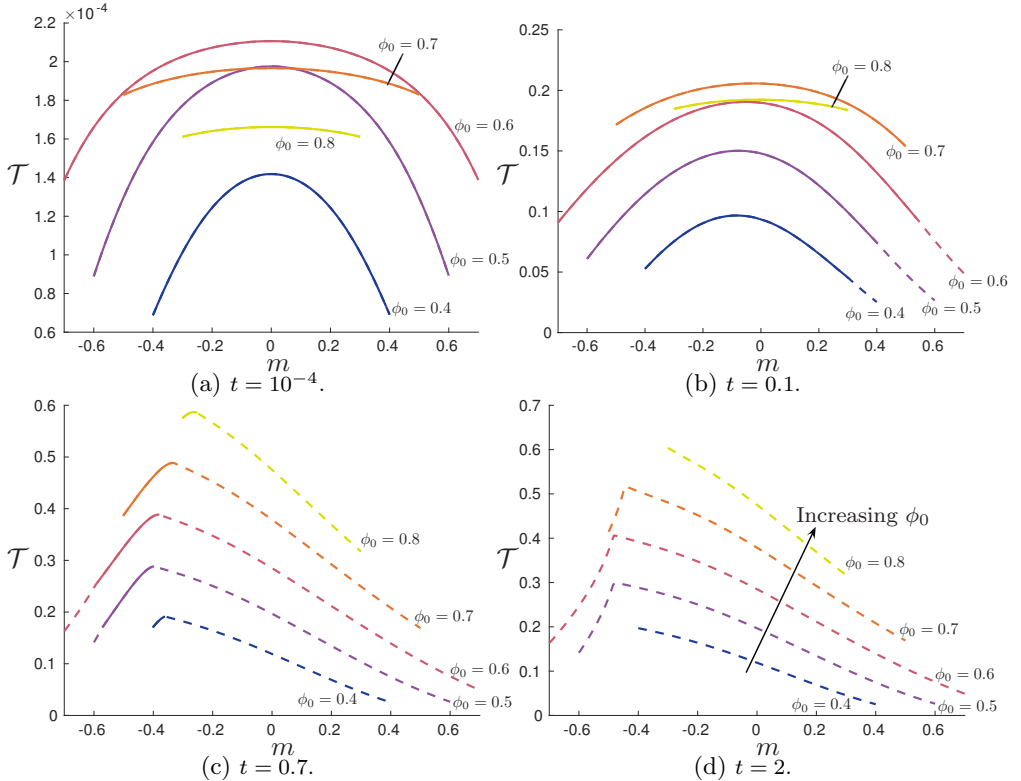 ×10⁻⁴
2.2
2
1.8
1.6
1.4
1.2
1
0.8
0.6
𝒯
ϕ₀ = 0.7
ϕ₀ = 0.6
ϕ₀ = 0.8
ϕ₀ = 0.5
ϕ₀ = 0.4
-0.6 -0.4 -0.2 0 0.2 0.4 0.6
m
(a) t = 10⁻⁴.
0.25
0.2
0.15
0.1
0.05
0
𝒯
ϕ₀ = 0.8
ϕ₀ = 0.7
ϕ₀ = 0.6
ϕ₀ = 0.5
ϕ₀ = 0.4
-0.6 -0.4 -0.2 0 0.2 0.4 0.6
m
(b) t = 0.1.
0.6
0.5
0.4
0.3
0.2
0.1
0
𝒯
ϕ₀ = 0.8
ϕ₀ = 0.7
ϕ₀ = 0.6
ϕ₀ = 0.5
ϕ₀ = 0.4
-0.6 -0.4 -0.2 0 0.2 0.4 0.6
m
(c) t = 0.7.
0.7
0.6
0.5
0.4
0.3
0.2
0.1
0
𝒯
Increasing ϕ₀
ϕ₀ = 0.8
ϕ₀ = 0.7
ϕ₀ = 0.6
ϕ₀ = 0.5
ϕ₀ = 0.4
-0.6 -0.4 -0.2 0 0.2 0.4 0.6
m
(d) t = 2.